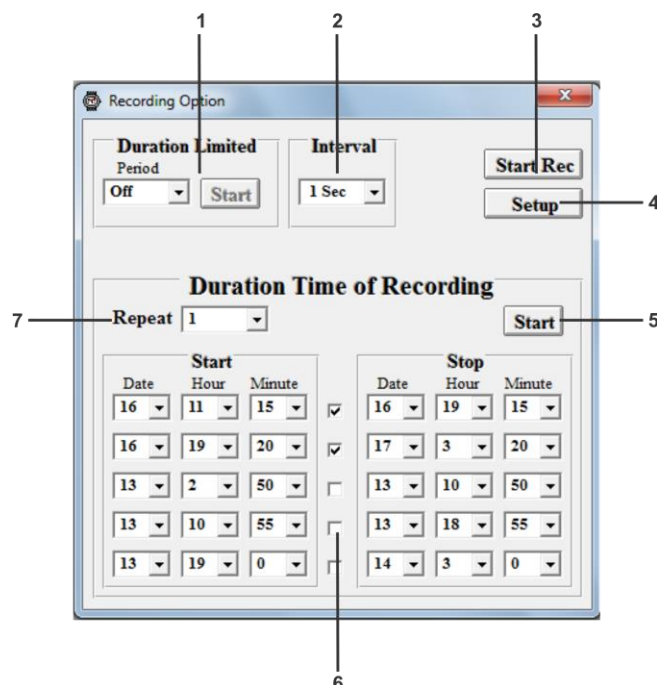 1 2 3
Recording Option
Duration Limited Interval
Period
Off Start 1 Sec Start Rec
Setup 4
Duration Time of Recording
7 Repeat 1 Start 5
Start Stop
Date Hour Minute Date Hour Minute
16 11 15 16 19 15
16 19 20 17 3 20
13 2 50 13 10 50
13 10 55 13 18 55
13 19 0 14 3 0
6